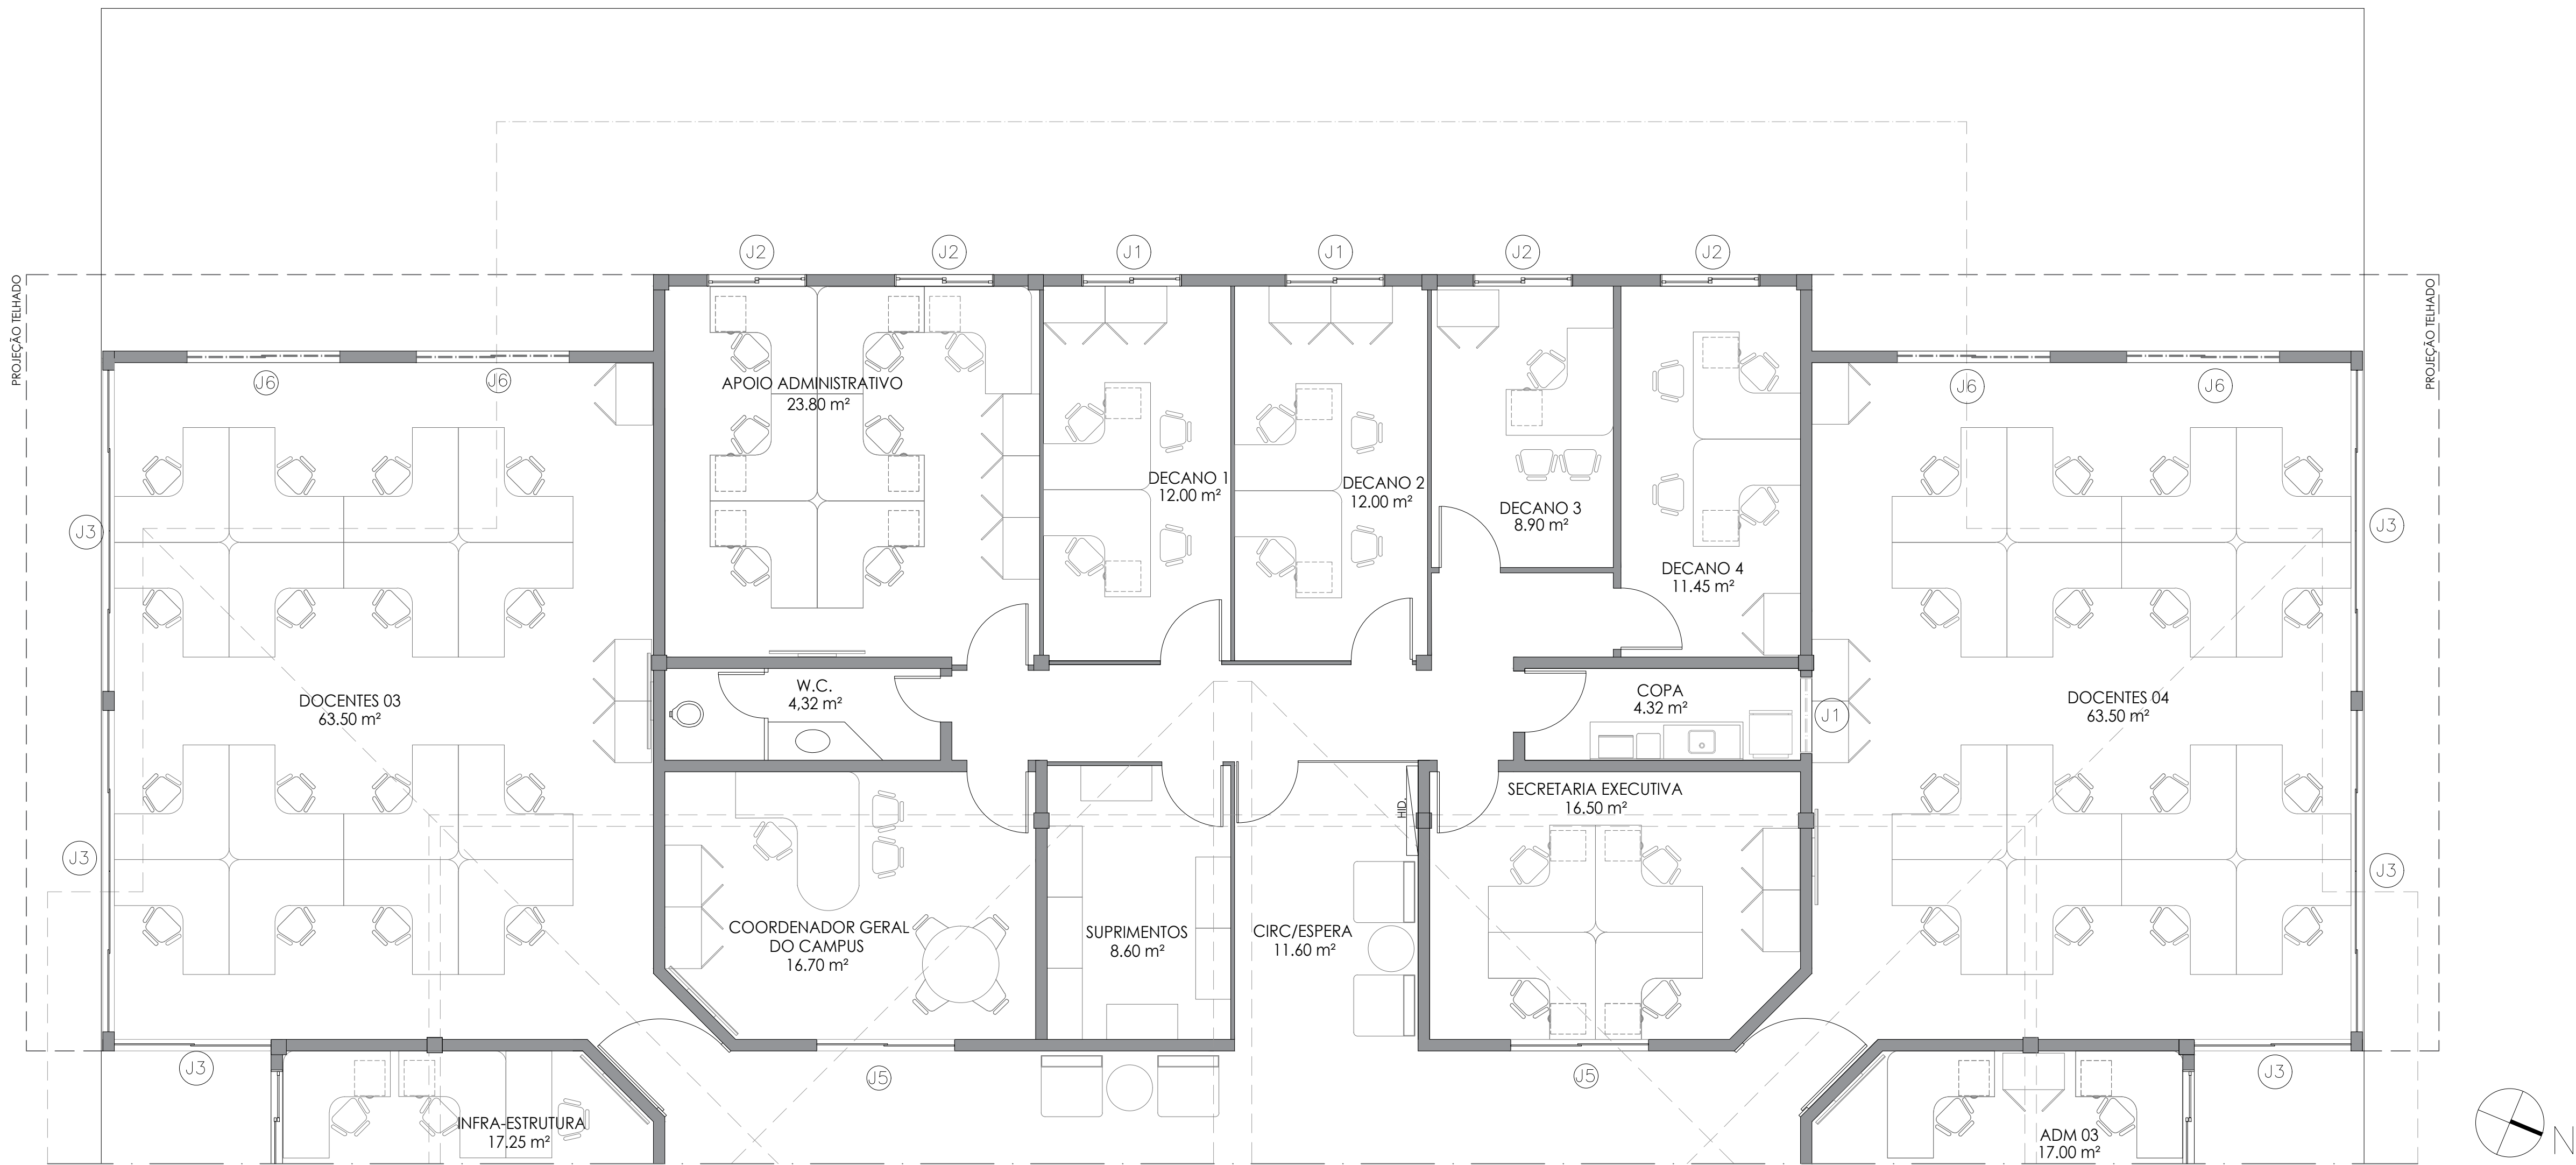 J2
J2
J1
J1
J2
J2
PROJEÇÃO TELHADO
PROJEÇÃO TELHADO
J6
J6
J6
J6
APOIO ADMINISTRATIVO
23.80 m²
DECANO 1
12.00 m²
DECANO 2
12.00 m²
DECANO 3
8.90 m²
DECANO 4
11.45 m²
J3
J3
DOCENTES 03
63.50 m²
W.C.
4,32 m²
COPA
4.32 m²
J1
DOCENTES 04
63.50 m²
HID.
SECRETARIA EXECUTIVA
16.50 m²
J3
J3
COORDENADOR GERAL
DO CAMPUS
16.70 m²
SUPRIMENTOS
8.60 m²
CIRC/ESPERA
11.60 m²
J3
J5
J5
J3
INFRA-ESTRUTURA
17.25 m²
ADM 03
17.00 m²
N